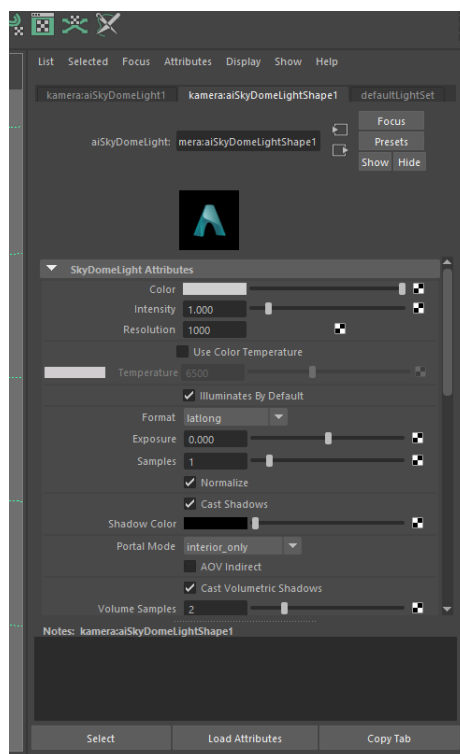 List Selected Focus Attributes Display Show Help
kamera:aiSkyDomeLight1 kamera:aiSkyDomeLightShape1 defaultLightSet
Focus
aiSkyDomeLight: mera:aiSkyDomeLightShape1 Presets
Show Hide
SkyDomeLight Attributes
Color
Intensity 1.000
Resolution 1000
Use Color Temperature
Temperature 6500
Illuminates By Default
Format latlong
Exposure 0.000
Samples 1
Normalize
Cast Shadows
Shadow Color
Portal Mode interior_only
AOV Indirect
Cast Volumetric Shadows
Volume Samples 2
Notes: kamera:aiSkyDomeLightShape1
Select Load Attributes Copy Tab